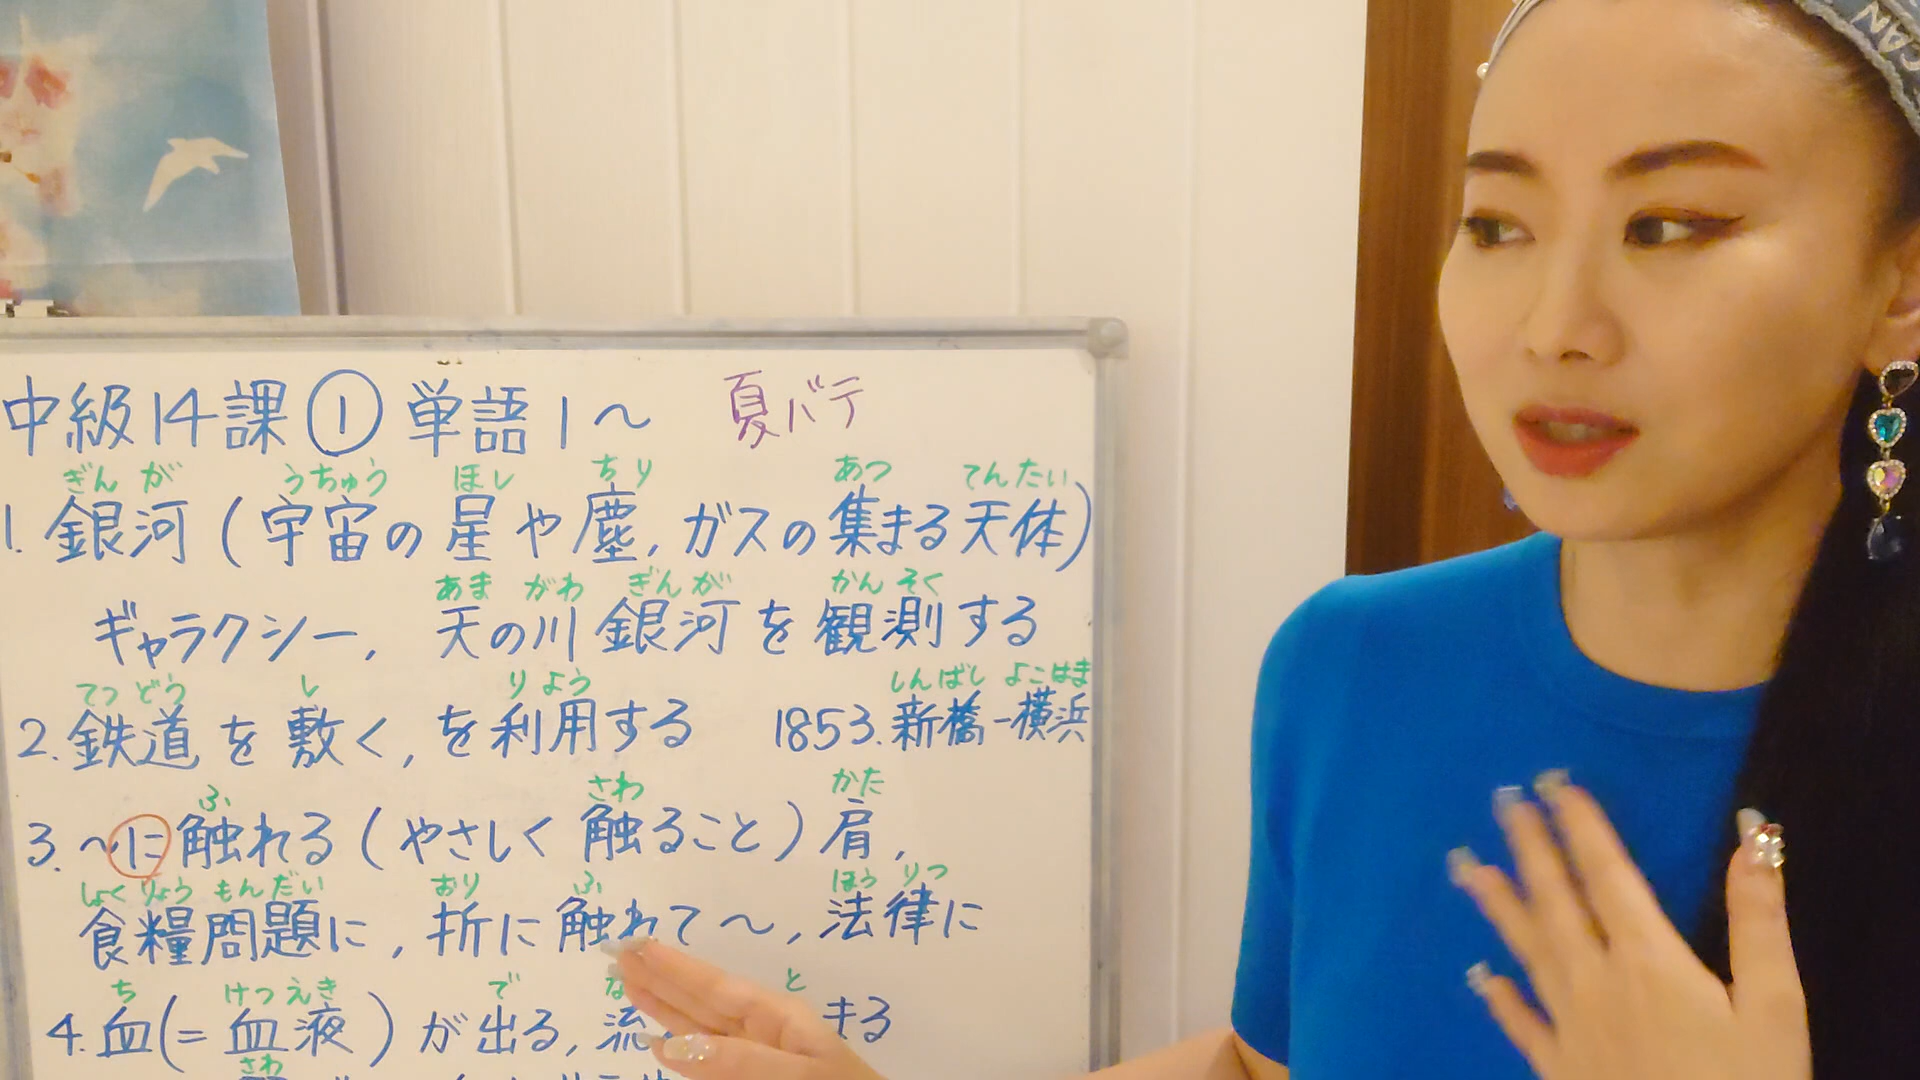 CAN
中級14課①単語1〜 夏バテ
ぎんが うちゅう ほし ちり あつ てんたい
1. 銀河(宇宙の星や塵,ガスの集まる天体)
あま がわ ぎんが かんそく
ギャラクシー, 天の川銀河を観測する
てつどう し りよう しんばし よこはま
2. 鉄道を敷く,を利用する 1853.新橋-横浜
ふ さわ かた
3. 〜に触れる(やさしく触ること)肩,
しょくりょうもんだい おり ふ ほう りつ
食糧問題に,折に触れて〜,法律に
ち けつえき で な と
4. 血(=血液)が出る,流 まる
さわ